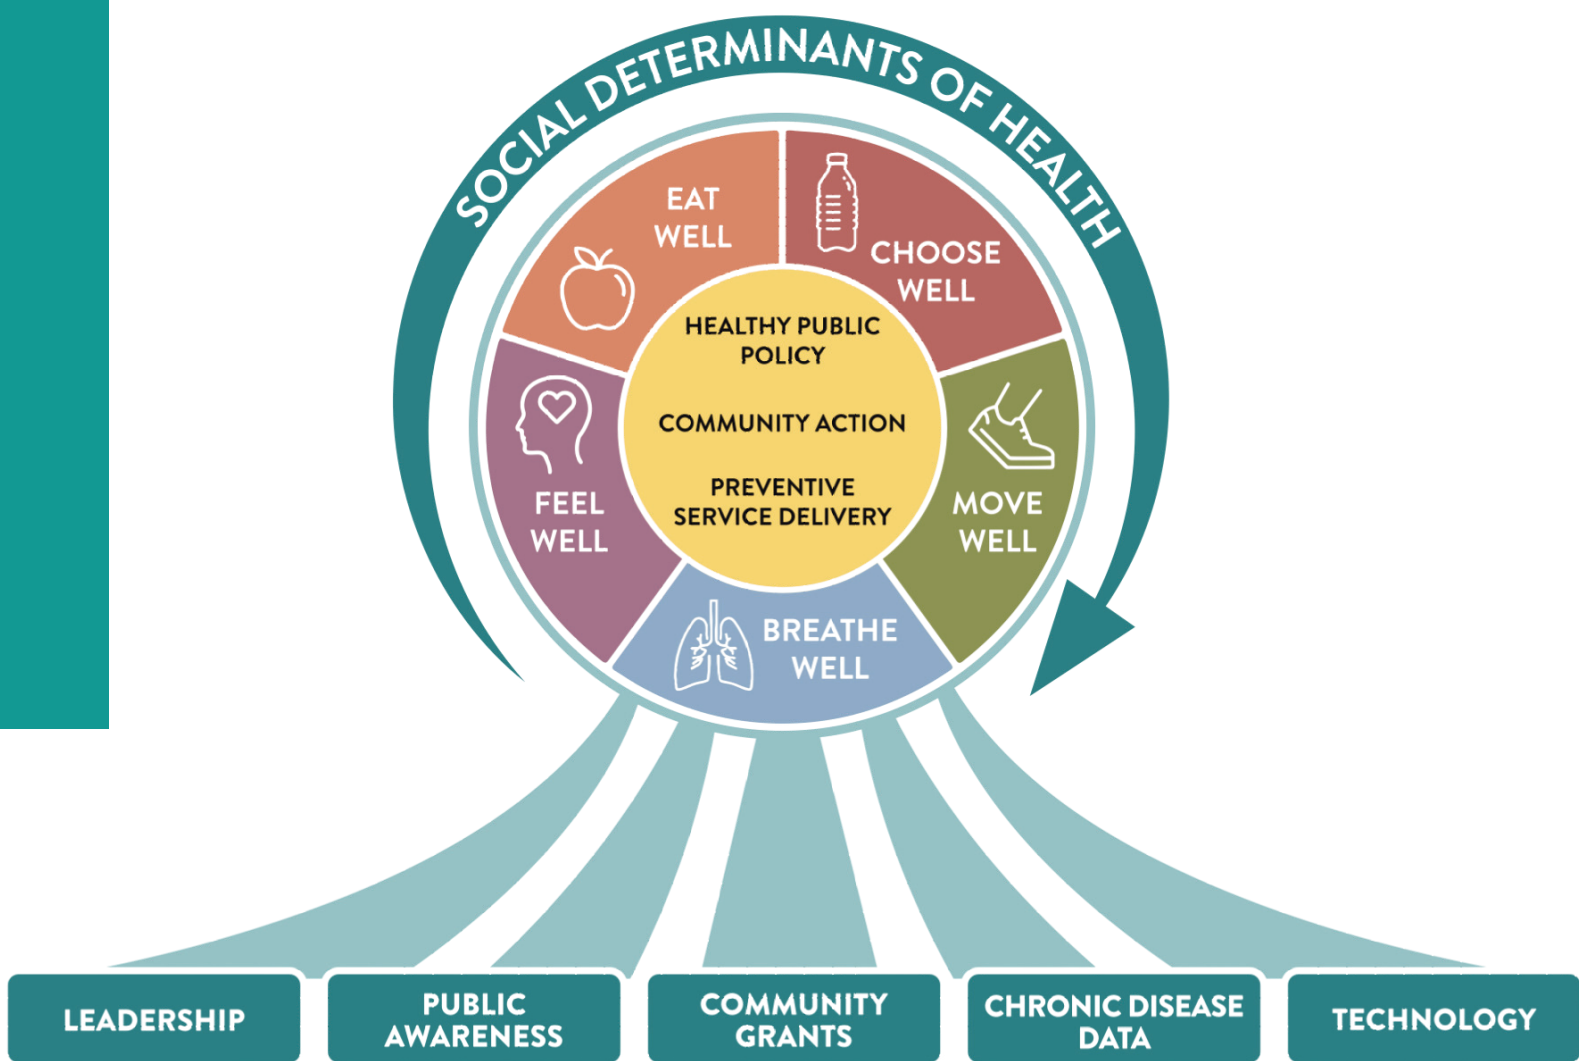 SOCIAL DETERMINANTS OF HEALTH
EAT
WELL
CHOOSE
WELL
HEALTHY PUBLIC
POLICY
COMMUNITY ACTION
PREVENTIVE
SERVICE DELIVERY
FEEL
WELL
MOVE
WELL
BREATHE
WELL
LEADERSHIP
PUBLIC
AWARENESS
COMMUNITY
GRANTS
CHRONIC DISEASE
DATA
TECHNOLOGY